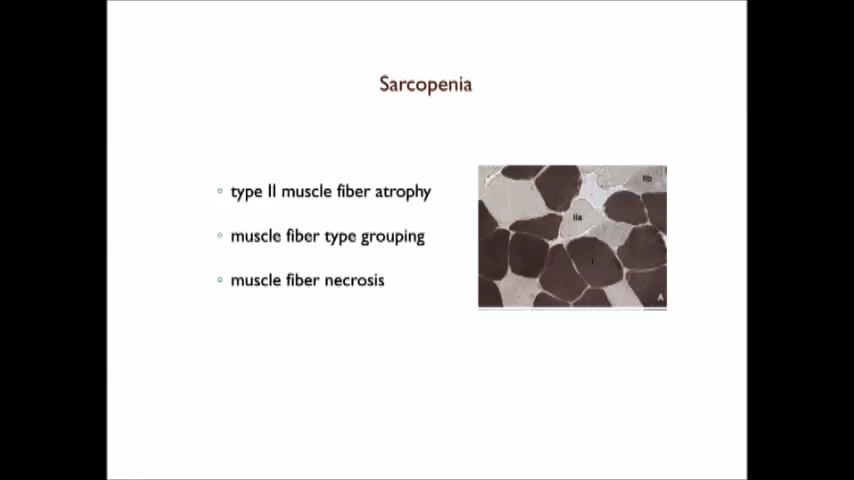 Sarcopenia
type II muscle fiber atrophy
muscle fiber type grouping
muscle fiber necrosis
IIb
IIa
I
A